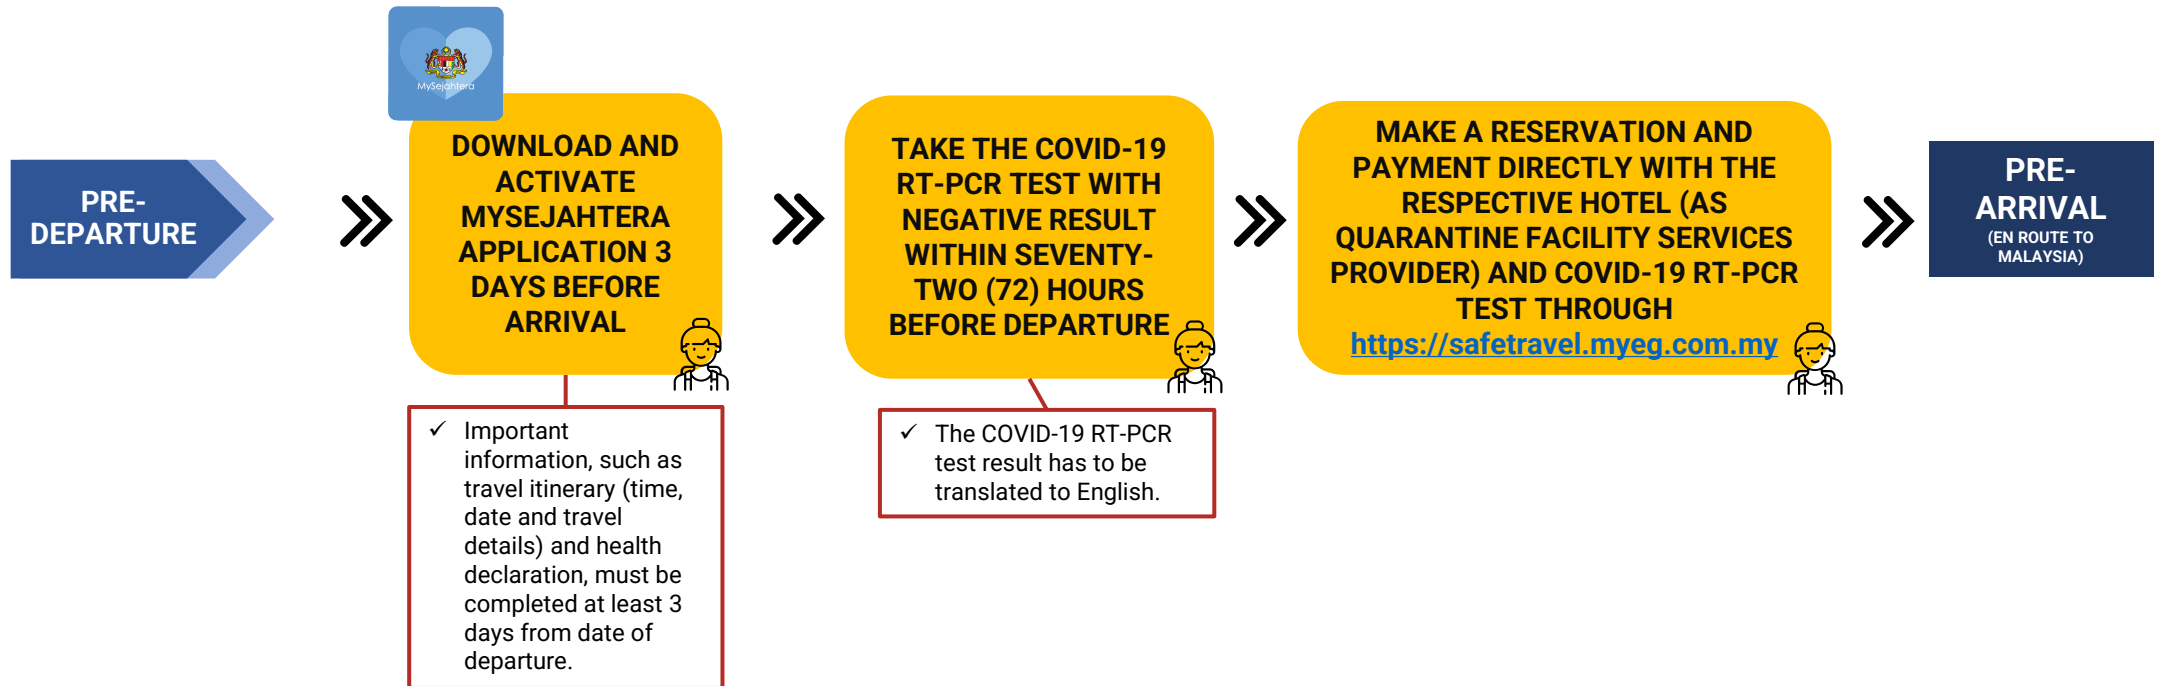 PRE-
DEPARTURE
MySejahtera
DOWNLOAD AND
ACTIVATE
MYSEJAHTERA
APPLICATION 3
DAYS BEFORE
ARRIVAL
✓ Important
information, such as
travel itinerary (time,
date and travel
details) and health
declaration, must be
completed at least 3
days from date of
departure.
TAKE THE COVID-19
RT-PCR TEST WITH
NEGATIVE RESULT
WITHIN SEVENTY-
TWO (72) HOURS
BEFORE DEPARTURE
✓ The COVID-19 RT-PCR
test result has to be
translated to English.
MAKE A RESERVATION AND
PAYMENT DIRECTLY WITH THE
RESPECTIVE HOTEL (AS
QUARANTINE FACILITY SERVICES
PROVIDER) AND COVID-19 RT-PCR
TEST THROUGH
https://safetravel.myeg.com.my
PRE-
ARRIVAL
(EN ROUTE TO
MALAYSIA)